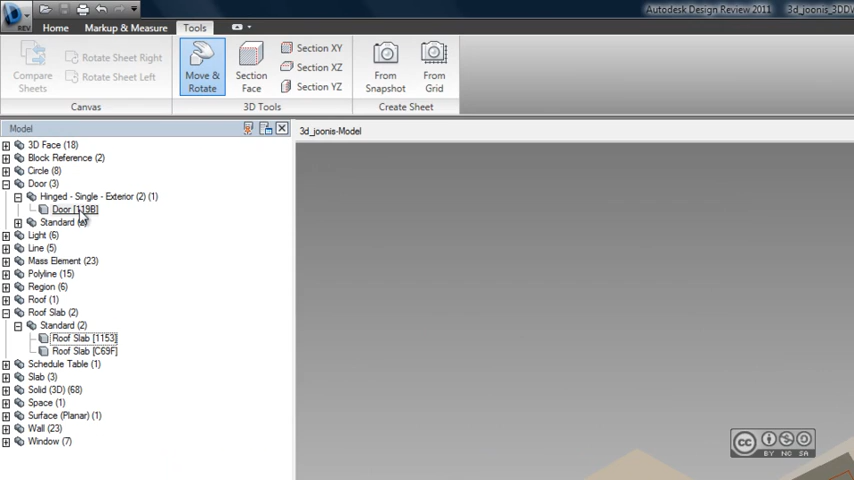 Autodesk Design Review 2011
REV
Home
Markup & Measure
Tools
Compare Sheets
Rotate Sheet Right
Rotate Sheet Left
Canvas
Move & Rotate
Section Face
Section XY
Section XZ
Section YZ
3D Tools
From Snapshot
From Grid
Create Sheet
Model
3d_joonis-Model
3D Face (18)
Block Reference (2)
Circle (8)
Door (3)
Hinged - Single - Exterior (2) (1)
Door [119B]
Standard
Light (6)
Line (5)
Mass Element (23)
Polyline (15)
Region (6)
Roof (1)
Roof Slab (2)
Standard (2)
Roof Slab [1153]
Roof Slab [C69F]
Schedule Table (1)
Slab (3)
Solid (3D) (68)
Space (1)
Surface (Planar) (1)
Wall (23)
Window (7)
cc
BY NC SA